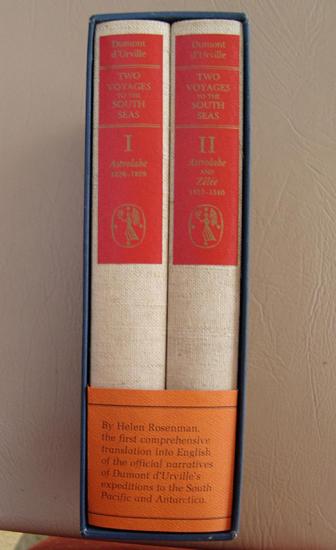 Dumont
d'Urville
TWO
VOYAGES
TO THE
SOUTH
SEAS
I
Astrolabe
1826–1829
Dumont
d'Urville
TWO
VOYAGES
TO THE
SOUTH
SEAS
II
Astrolabe
AND
Zélée
1837–1840
By Helen Rosenman,
the first comprehensive
translation into English
of the official narratives
of Dumont d'Urville's
expeditions to the South
Pacific and Antarctica.